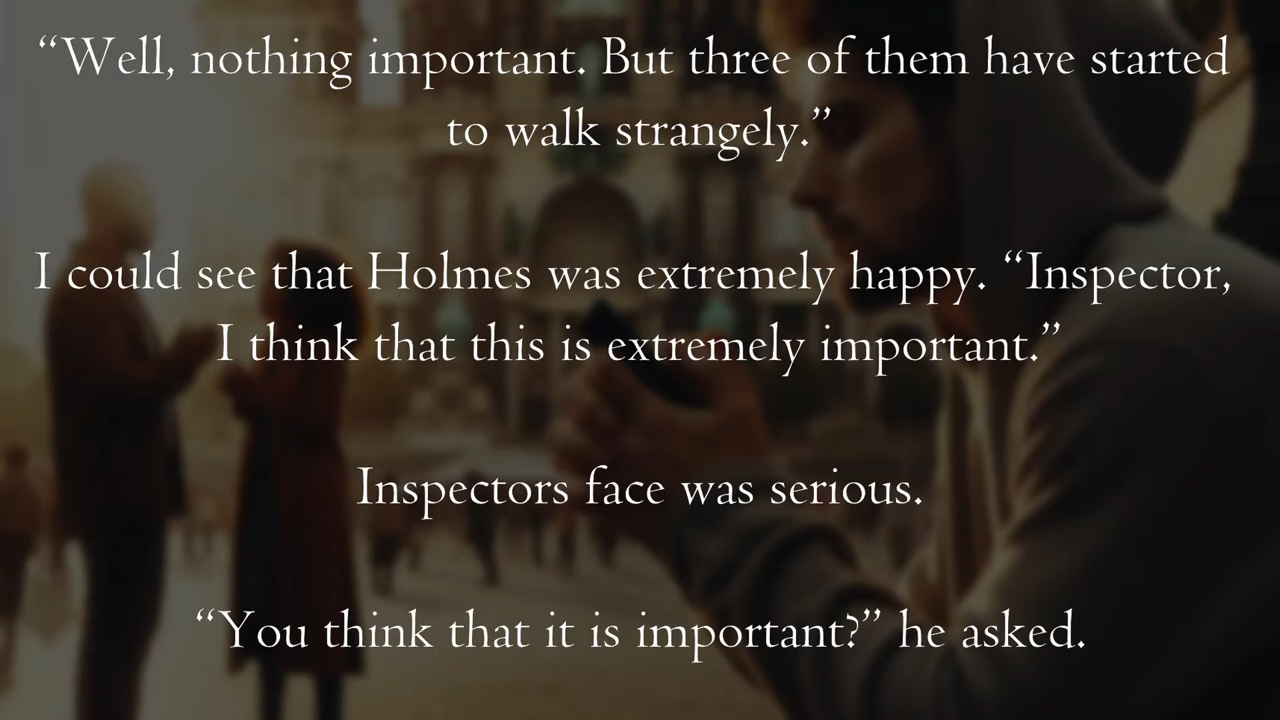 “Well, nothing important. But three of them have started
to walk strangely.”
I could see that Holmes was extremely happy. “Inspector,
I think that this is extremely important.”
Inspectors face was serious.
“You think that it is important?” he asked.